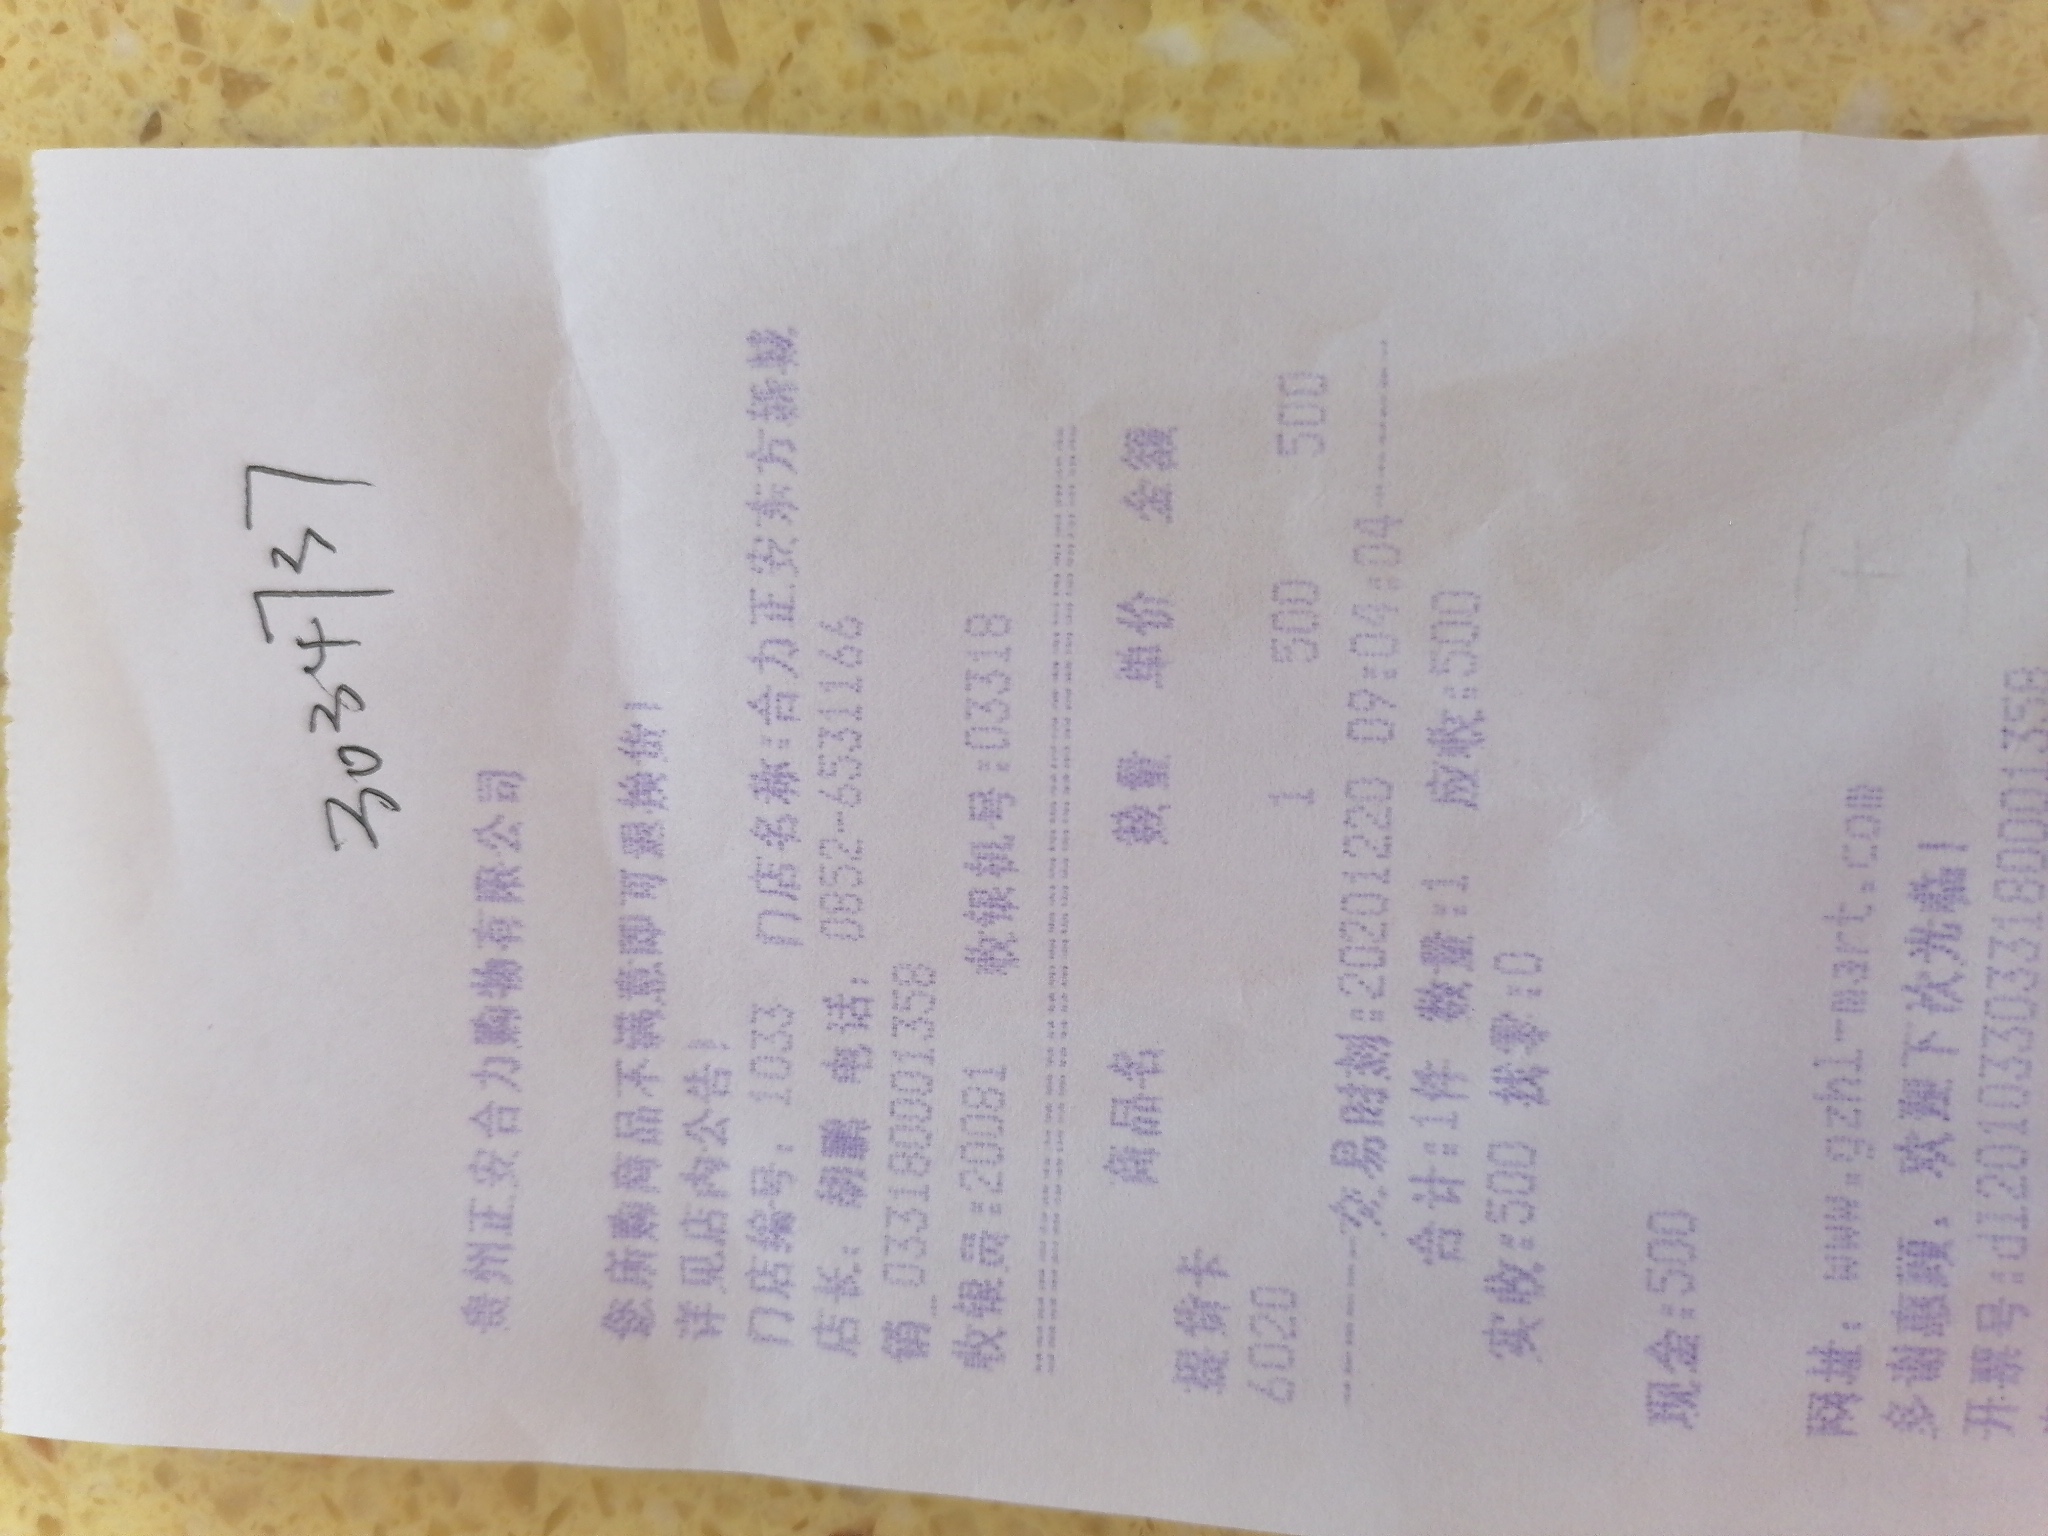 3034737
贵州正安合力购物有限公司
您所购商品不满意即可退换货!
详见店内公告!
门店编号: 1033 门店名称:合力正安东方新城
店长: 胡鹏 电话: 0852-6531166
销_033180001358
收银员:20081 收银机号:03318
商品名 数量 单价 金额
提货卡
6020 1 500 500
--------交易时刻:20201220 09:04:04--------
合计:1件 数量:1 应收:500
实收:500 找零:0
现金:500
网址: www.gzhl-mart.com
多谢惠顾, 欢迎下次光临!
开票号:d1201033033180001358